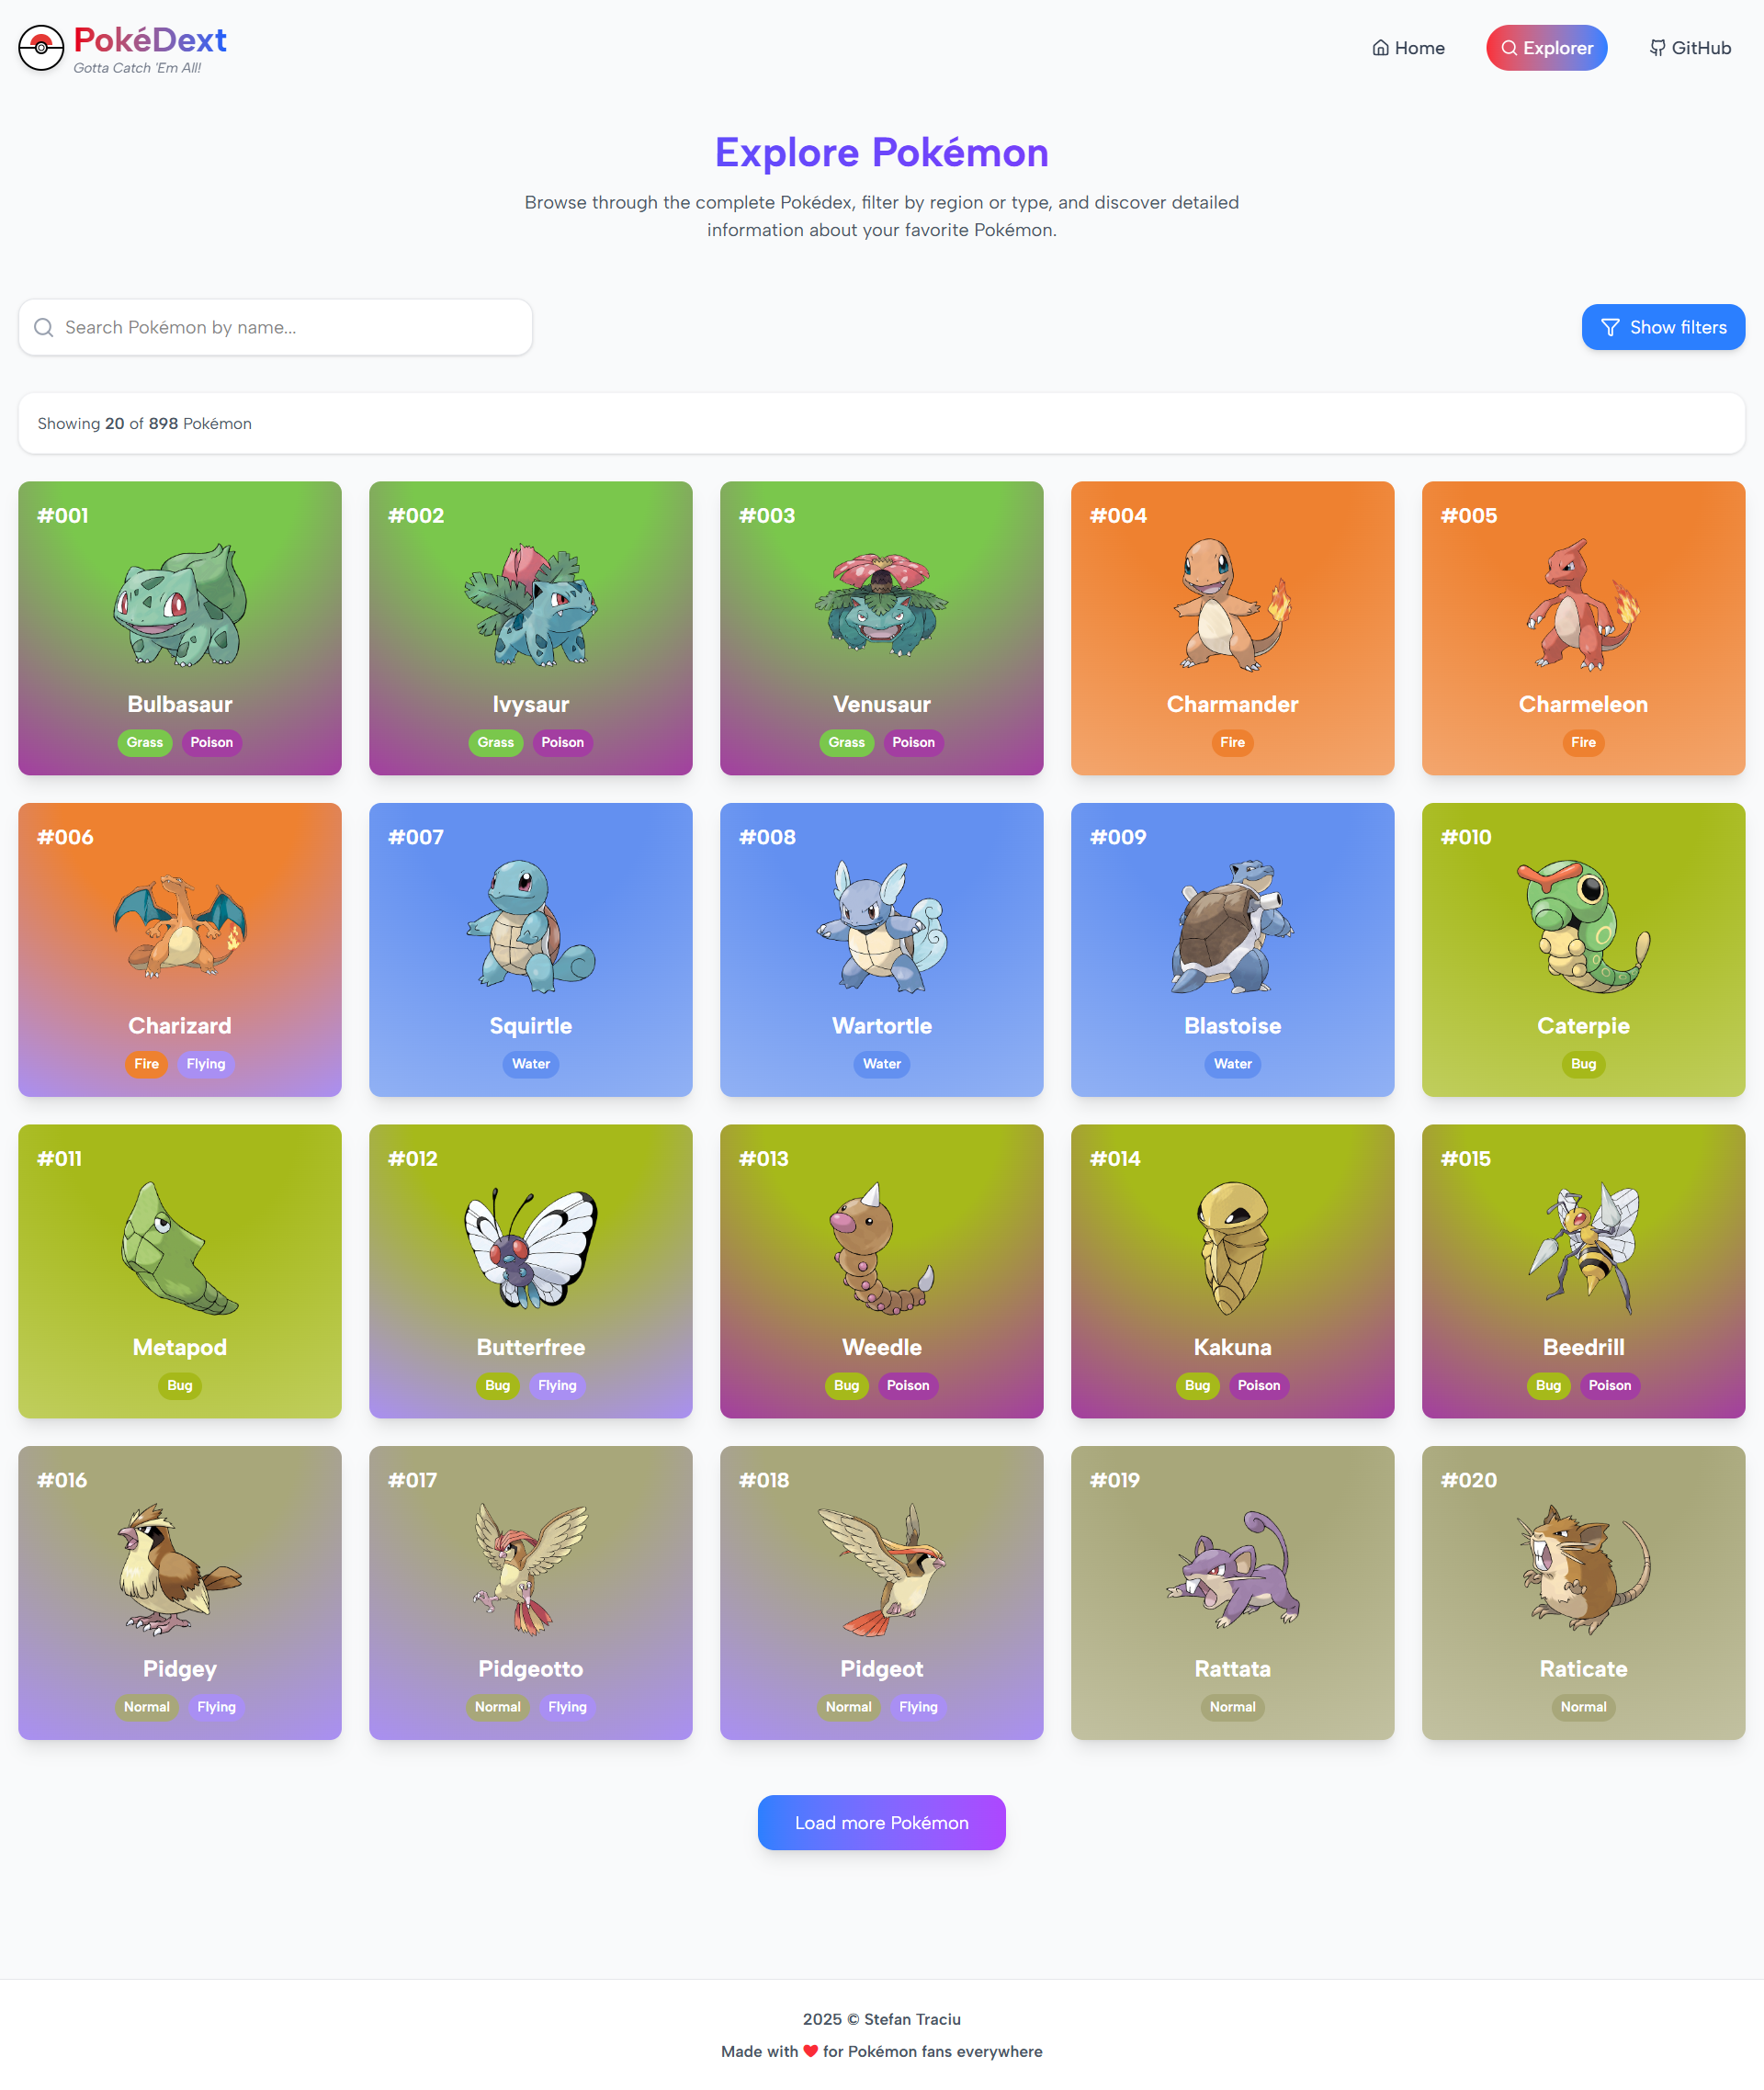 PokéDext
Gotta Catch 'Em All!
Home
Explorer
GitHub
Explore Pokémon
Browse through the complete Pokédex, filter by region or type, and discover detailed
information about your favorite Pokémon.
Search Pokémon by name...
Show filters
Showing 20 of 898 Pokémon
#001
Bulbasaur
Grass Poison
#002
Ivysaur
Grass Poison
#003
Venusaur
Grass Poison
#004
Charmander
Fire
#005
Charmeleon
Fire
#006
Charizard
Fire Flying
#007
Squirtle
Water
#008
Wartortle
Water
#009
Blastoise
Water
#010
Caterpie
Bug
#011
Metapod
Bug
#012
Butterfree
Bug Flying
#013
Weedle
Bug Poison
#014
Kakuna
Bug Poison
#015
Beedrill
Bug Poison
#016
Pidgey
Normal Flying
#017
Pidgeotto
Normal Flying
#018
Pidgeot
Normal Flying
#019
Rattata
Normal
#020
Raticate
Normal
Load more Pokémon
2025 © Stefan Traciu
Made with ❤️ for Pokémon fans everywhere